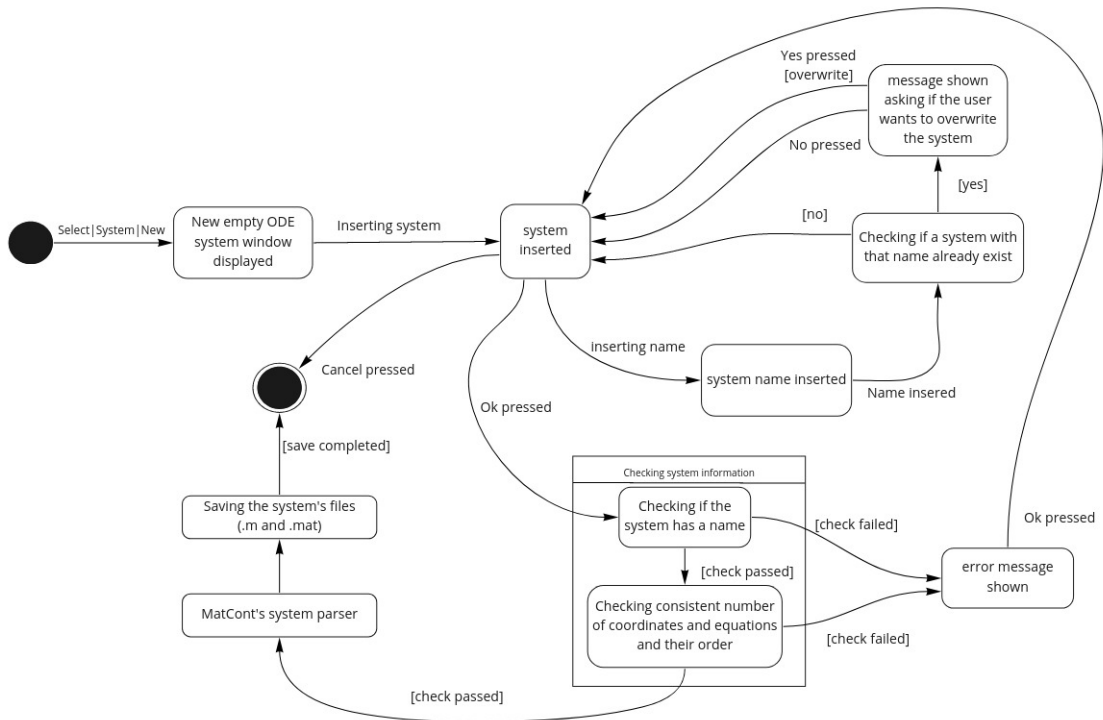 Yes pressed
[overwrite]
message shown
asking if the user
wants to overwrite
the system
No pressed
[yes]
[no]
Select|System|New
New empty ODE
system window
displayed
Inserting system
system
inserted
Checking if a system with
that name already exist
inserting name
system name inserted
Name insered
Cancel pressed
Ok pressed
[save completed]
Saving the system's files
(.m and .mat)
Checking system information
Checking if the
system has a name
[check failed]
Ok pressed
[check passed]
error message
shown
MatCont's system parser
Checking consistent number
of coordinates and equations
and their order
[check failed]
[check passed]